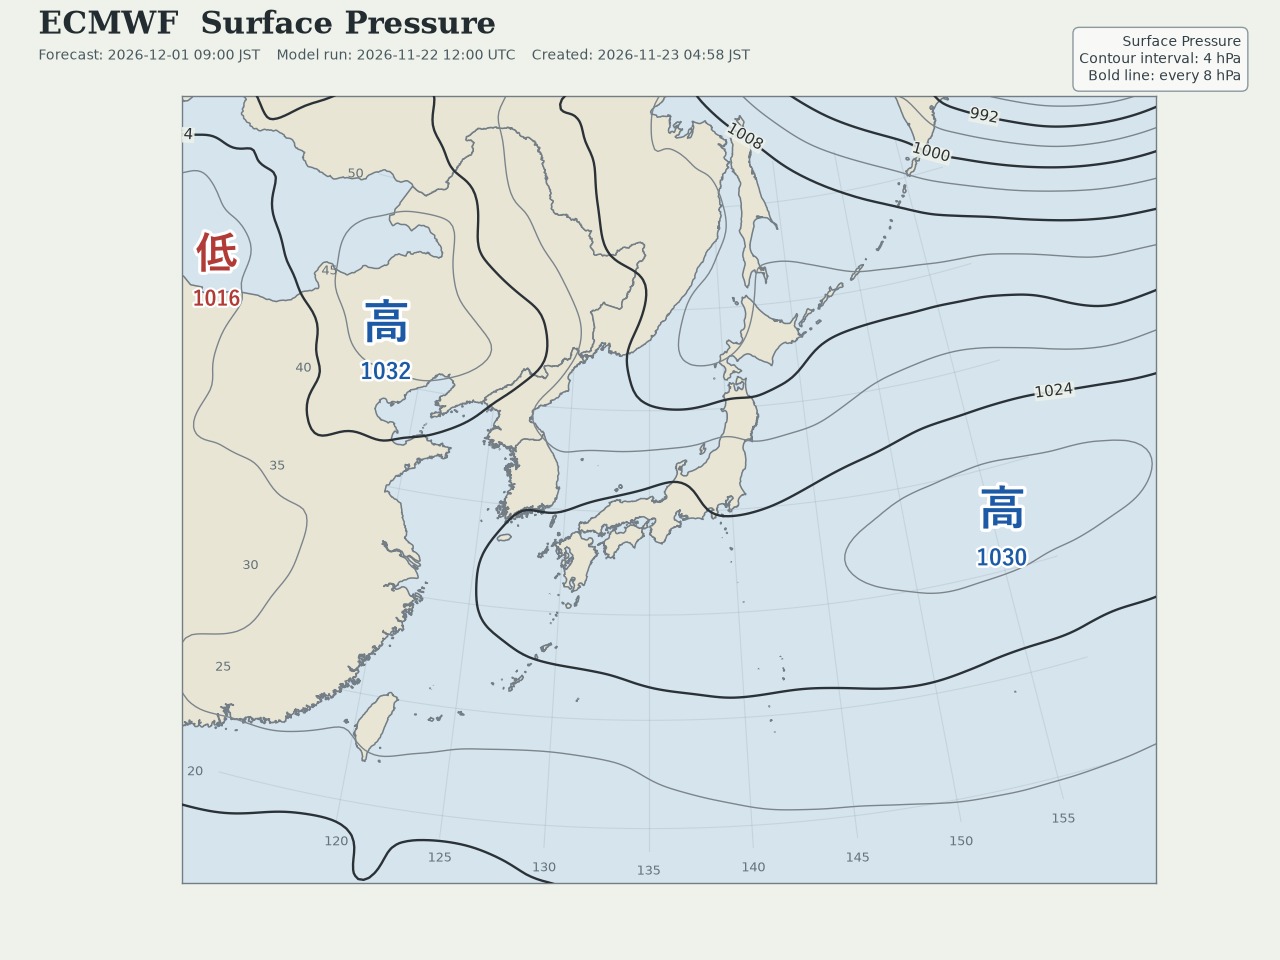 ECMWF  Surface Pressure
Forecast: 2026-12-01 09:00 JST    Model run: 2026-11-22 12:00 UTC    Created: 2026-11-23 04:58 JST
Surface Pressure
Contour interval: 4 hPa
Bold line: every 8 hPa
992
4
1008
1000
50
低
45
1016
高
40
1032
1024
35
高
30
1030
25
20
155
120
150
125
145
130
140
135